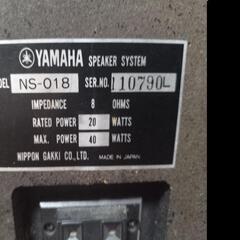 YAMAHA SPEAKER SYSTEM
DEL NS-018 SER.NO. 110790L
IMPEDANCE 8 OHMS
RATED POWER 20 WATTS
MAX. POWER 40 WATTS
NIPPON GAKKI CO., LTD. MADE IN JAPAN